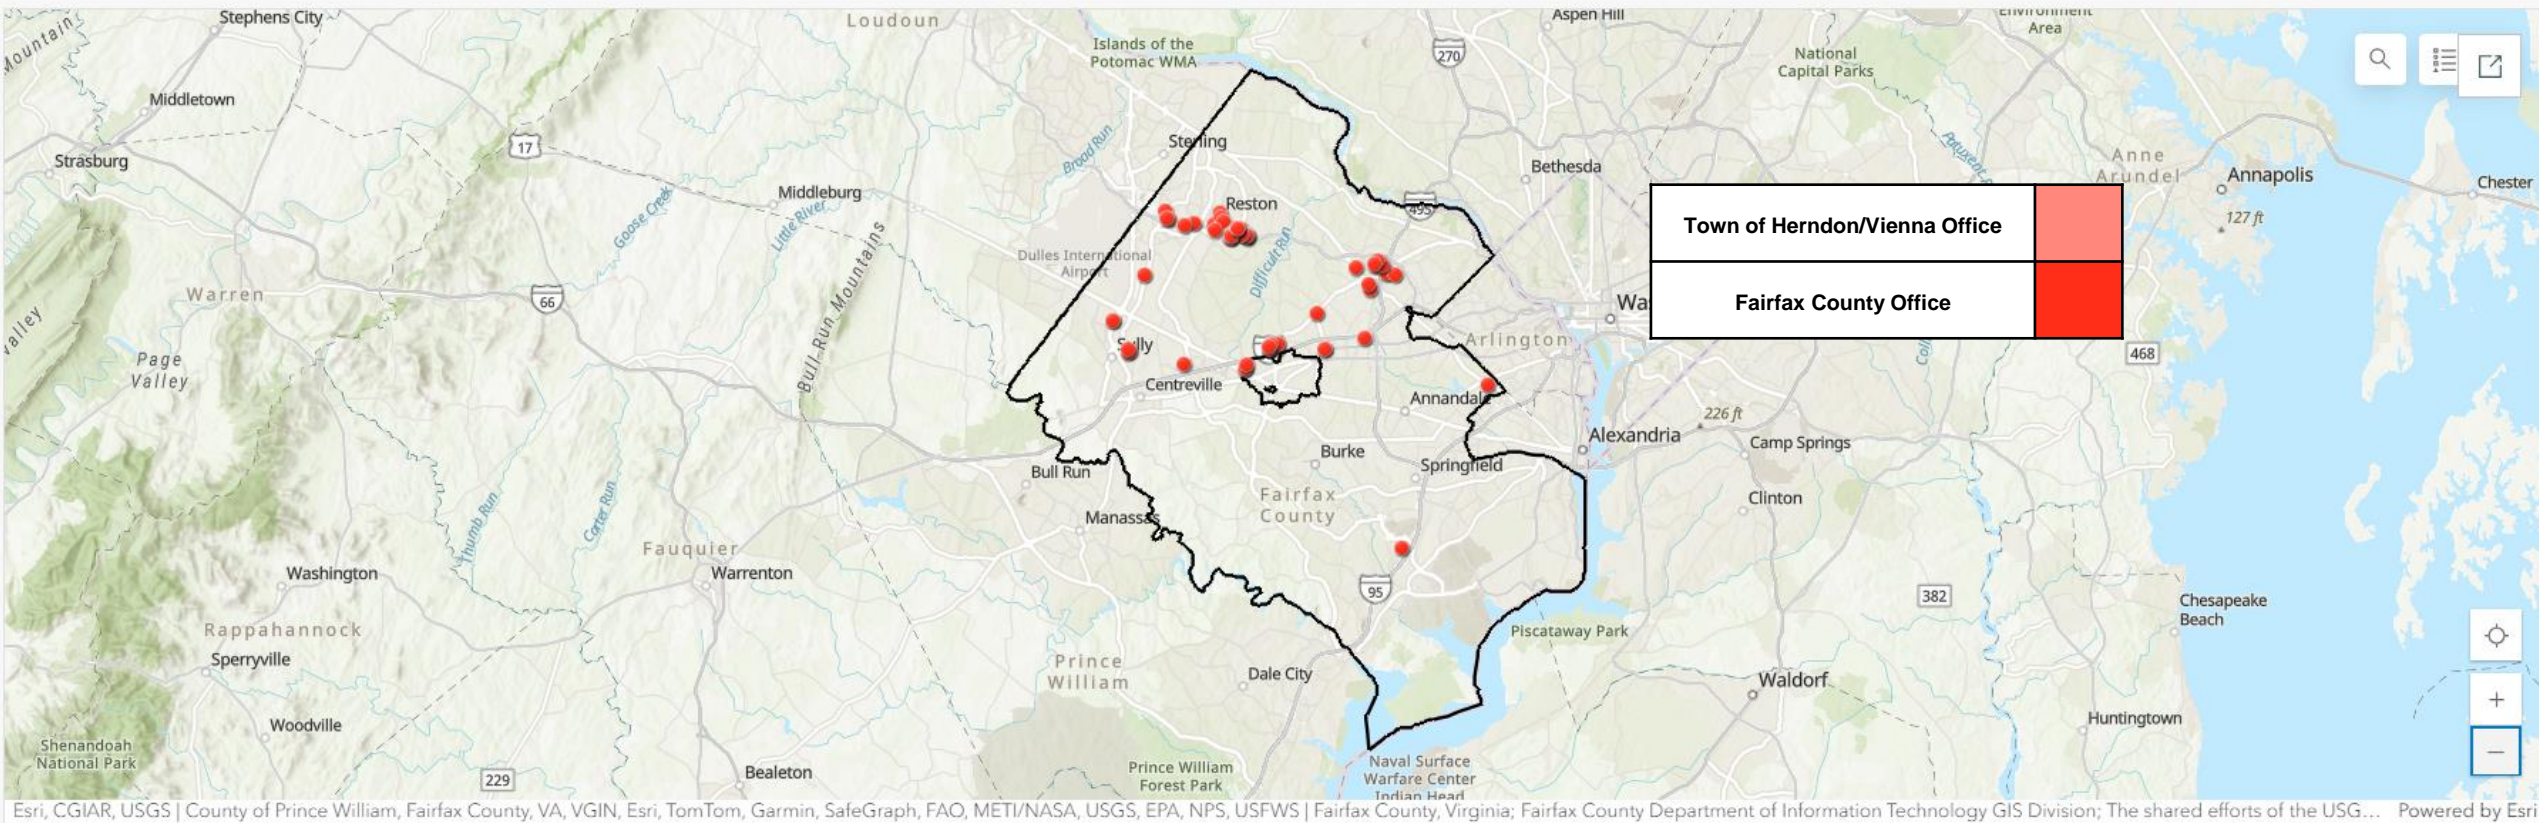 Stephens City
Loudoun
Aspen Hill
Environment
Area
Mountain
Islands of the
Potomac WMA
270
National
Capital Parks
Middletown
17
Sterling
Broad Run
Strasburg
Bethesda
Anne
Arundel
Annapolis
Chester
Middleburg
Goose Creek
Little River
Reston
495
127 ft
Town of Herndon/Vienna Office
Fairfax County Office
Dulles International
Airport
Difficult Run
Bull Run Mountains
Warren
66
Valley
Page
Valley
Arlington
468
Centreville
Annandale
226 ft
Alexandria
Camp Springs
Burke
Springfield
Bull Run
Thumb Run
Carter Run
Fairfax
County
Clinton
Manassas
Fauquier
Warrenton
Washington
95
382
Chesapeake
Beach
Rappahannock
Piscataway Park
Sperryville
Prince
William
Dale City
Waldorf
Woodville
Huntingtown
Shenandoah
National Park
229
Bealeton
Prince William
Forest Park
Naval Surface
Warfare Center
Indian Head
Esri, CGIAR, USGS | County of Prince William, Fairfax County, VA, VGIN, Esri, TomTom, Garmin, SafeGraph, FAO, METI/NASA, USGS, EPA, NPS, USFWS | Fairfax County, Virginia; Fairfax County Department of Information Technology GIS Division; The shared efforts of the USG... Powered by Esri